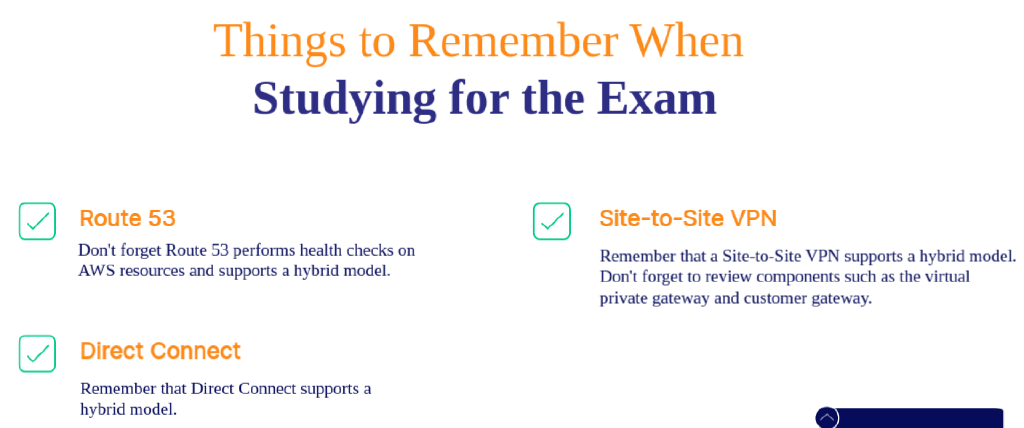 Things to Remember When
Studying for the Exam
Route 53
Don't forget Route 53 performs health checks on
AWS resources and supports a hybrid model.
Site-to-Site VPN
Remember that a Site-to-Site VPN supports a hybrid model.
Don't forget to review components such as the virtual
private gateway and customer gateway.
Direct Connect
Remember that Direct Connect supports a
hybrid model.